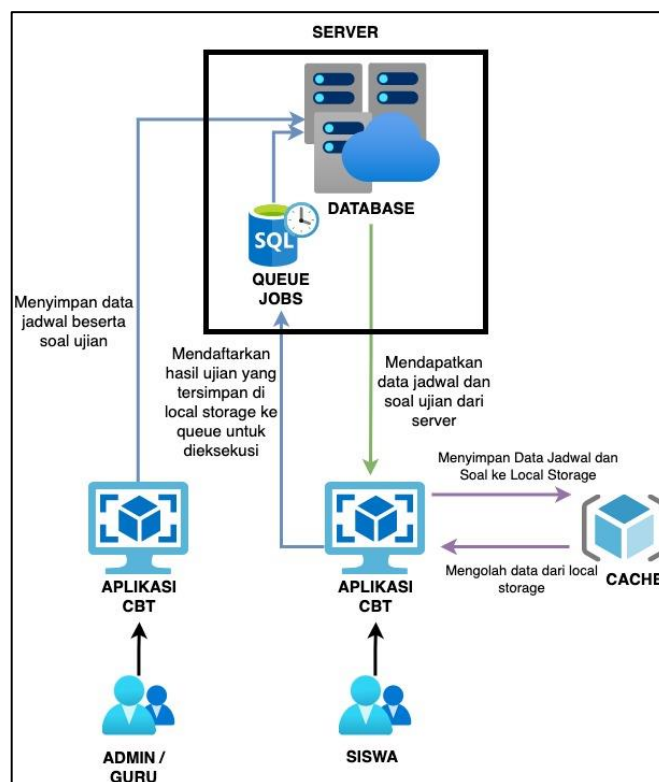 SERVER
DATABASE
SQL
QUEUE
JOBS
Menyimpan data
jadwal beserta
soal ujian
Mendaftarkan
hasil ujian yang
tersimpan di
local storage ke
queue untuk
dieksekusi
Mendapatkan
data jadwal dan
soal ujian dari
server
Menyimpan Data Jadwal dan
Soal ke Local Storage
Mengolah data dari local
storage
CACHE
APLIKASI
CBT
APLIKASI
CBT
ADMIN /
GURU
SISWA